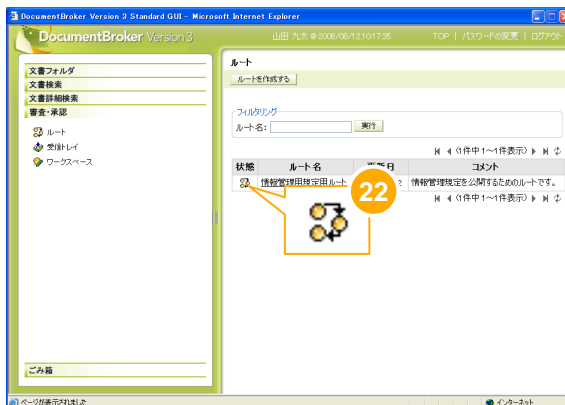 DocumentBroker Version 3 Standard GUI - Microsoft Internet Explorer
DocumentBroker Version 3
山田 九太 @2008/08/12,10:17:35 TOP | パスワードの変更 | ログアウト
文書フォルダ
文書検索
文書詳細検索
審査・承認
ルート
受信トレイ
ワークスペース
ごみ箱
ルート
ルートを作成する
フィルタリング
ルート名: 実行
(1件中 1~1件表示)
状態 ルート名 更新日 コメント
情報管理用規定用ルート 2 情報管理規定を公開するためのルートです。
(1件中 1~1件表示)
22
ページが表示されました
インターネット